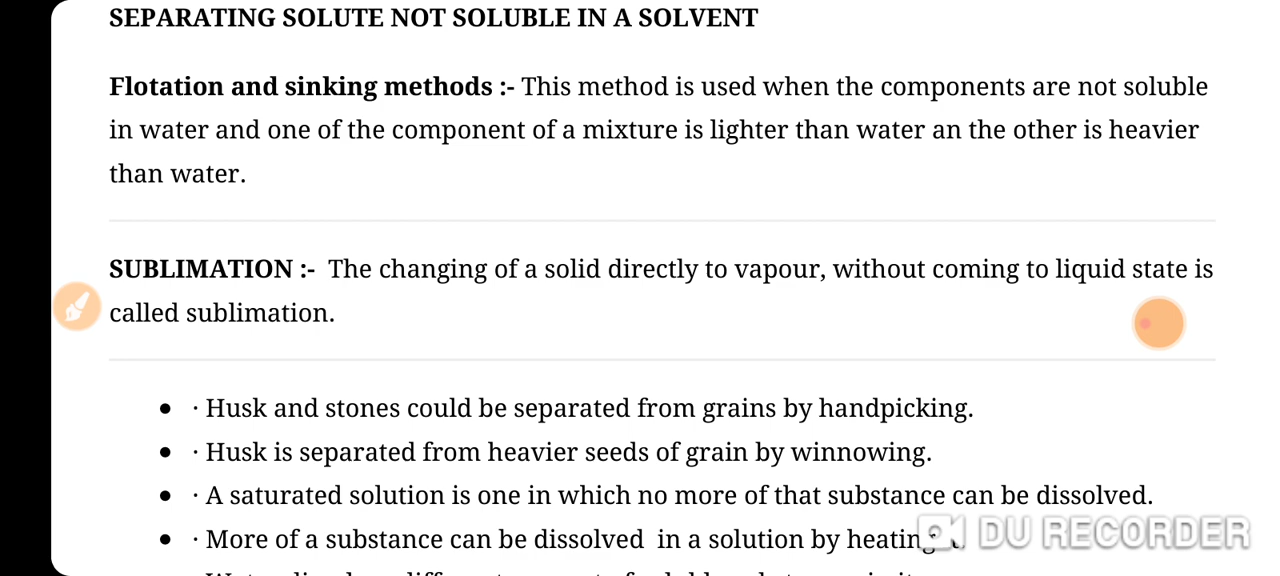 SEPARATING SOLUTE NOT SOLUBLE IN A SOLVENT
Flotation and sinking methods :- This method is used when the components are not soluble
in water and one of the component of a mixture is lighter than water an the other is heavier
than water.
SUBLIMATION :- The changing of a solid directly to vapour, without coming to liquid state is
called sublimation.
• · Husk and stones could be separated from grains by handpicking.
• · Husk is separated from heavier seeds of grain by winnowing.
• · A saturated solution is one in which no more of that substance can be dissolved.
• · More of a substance can be dissolved in a solution by heating
DU RECORDER